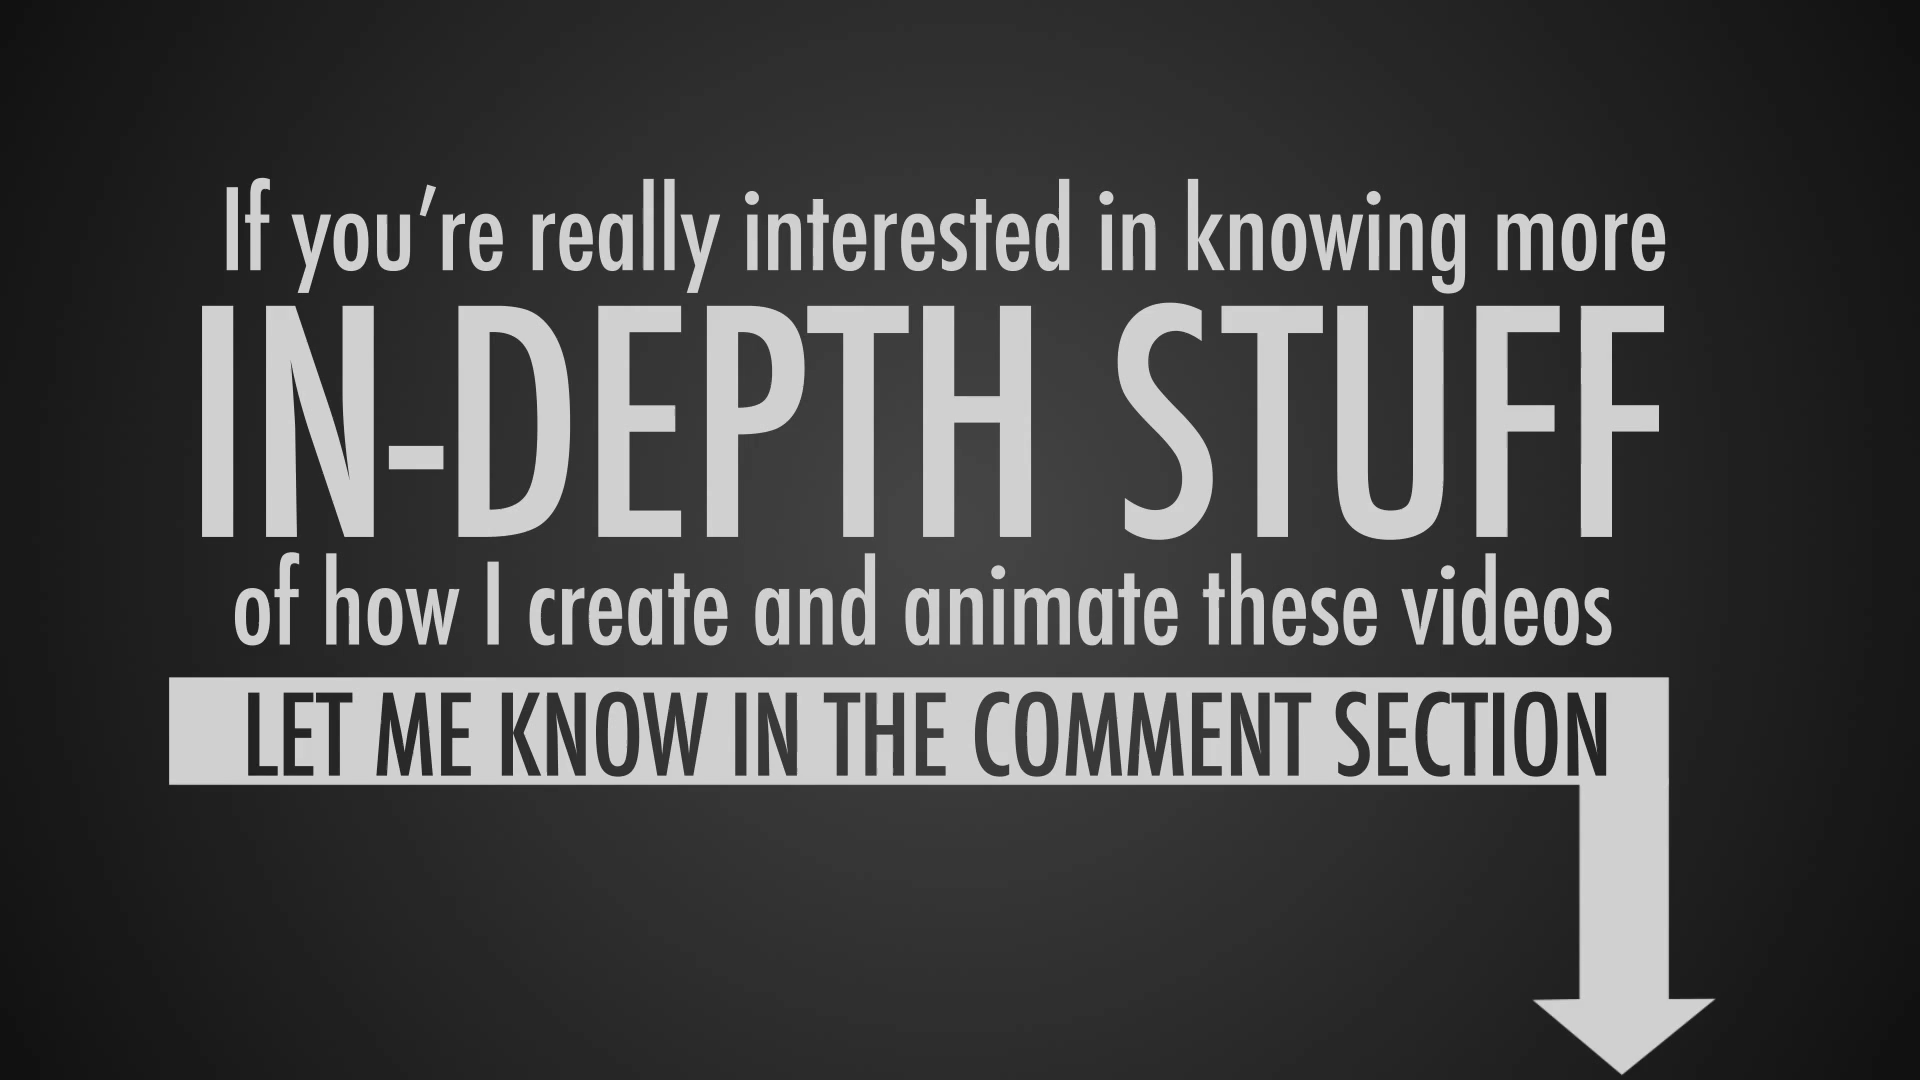 If you’re really interested in knowing more
IN-DEPTH STUFF
of how I create and animate these videos
LET ME KNOW IN THE COMMENT SECTION